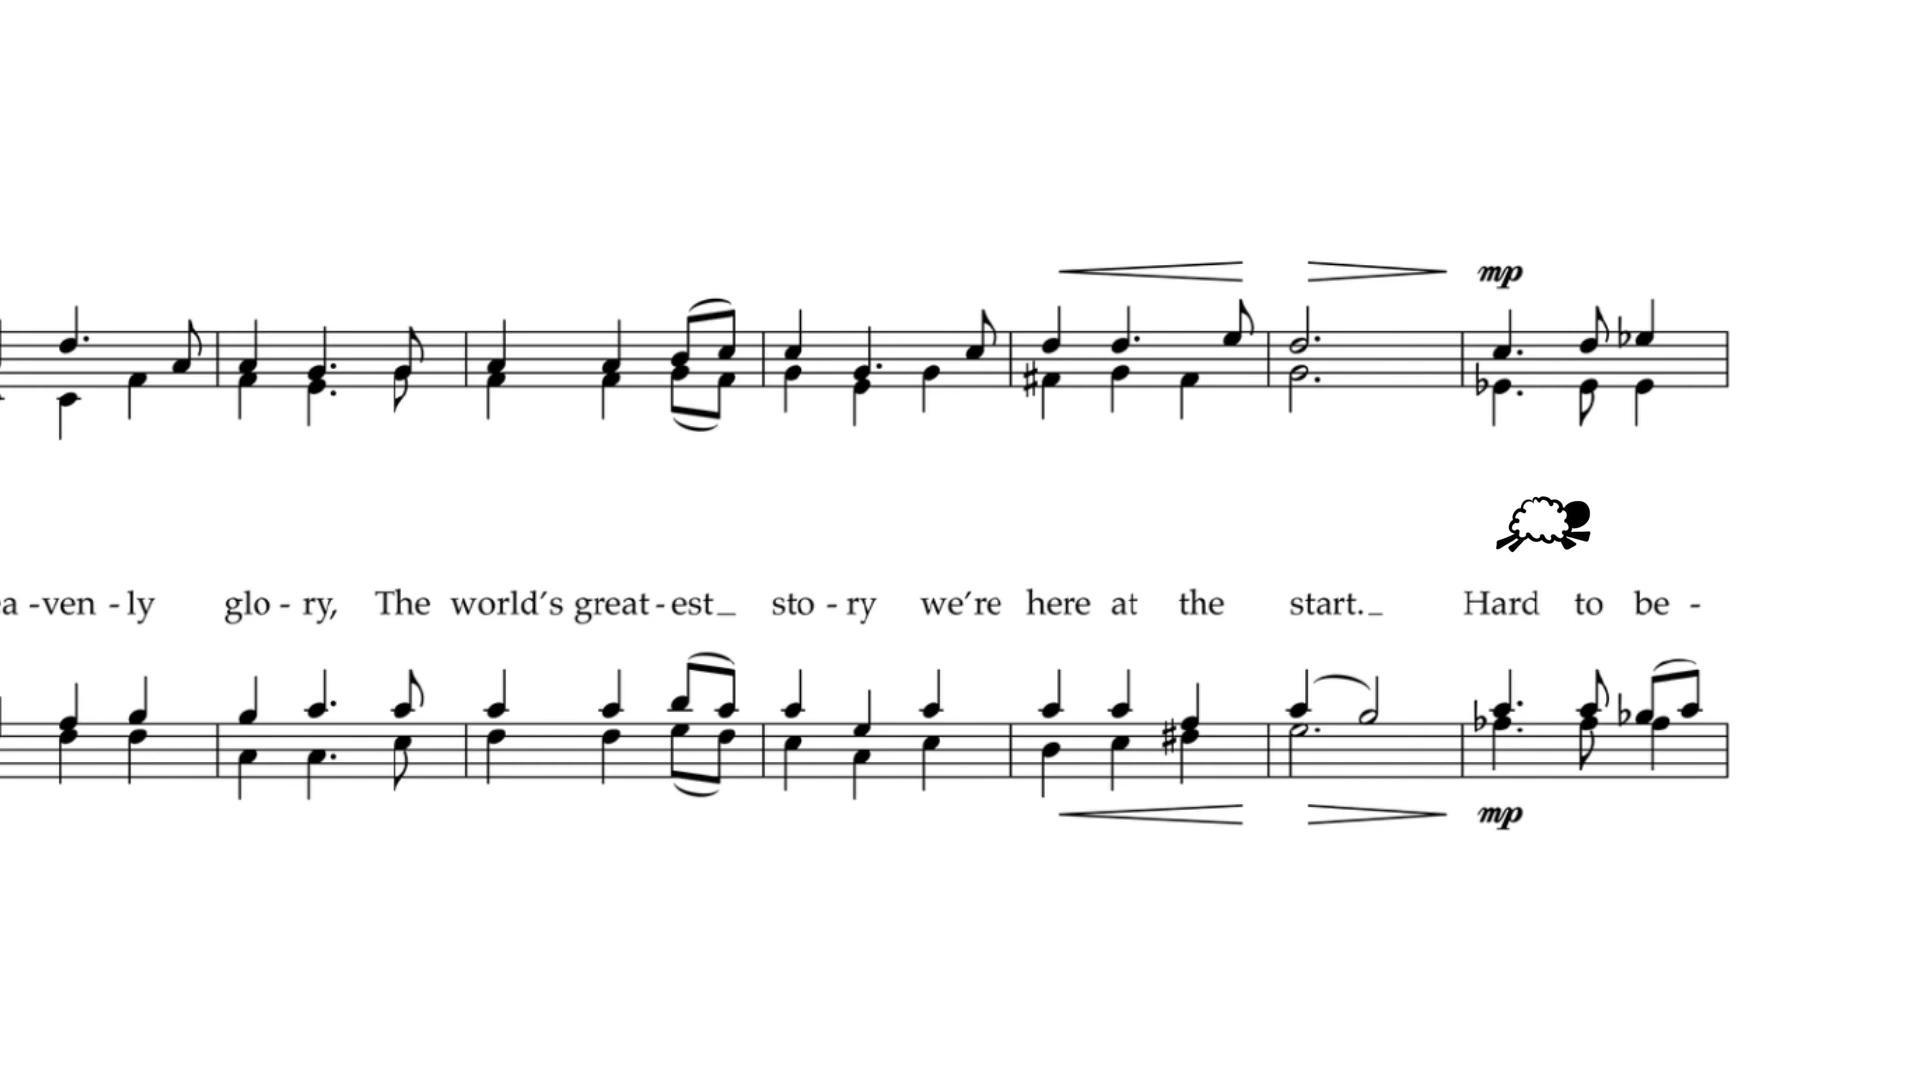 mp
a -ven - ly glo - ry, The world's great - est_ sto - ry we're here at the start._ Hard to be -
mp